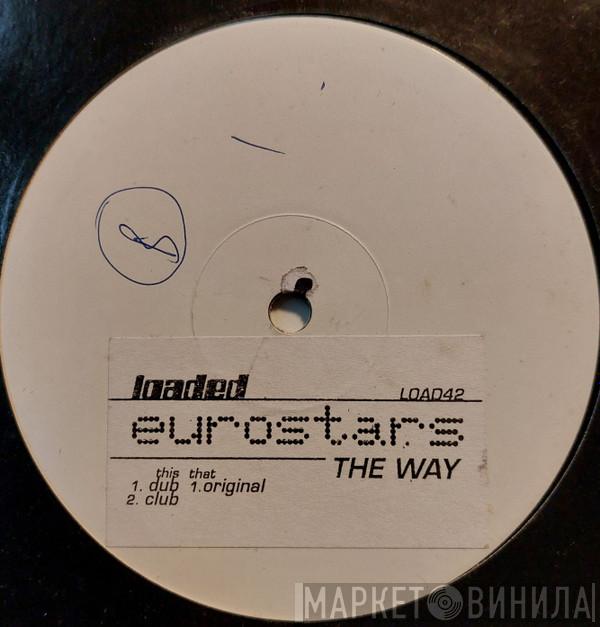 loaded LOAD42
eurostars
THE WAY
this that
1. dub 1.original
2. club
МАРКЕТ ВИНИЛА